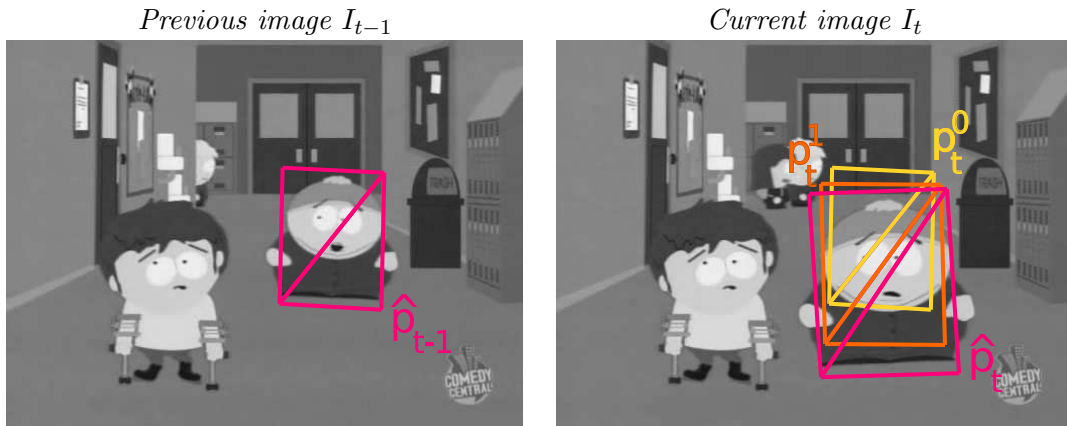 Previous image I_{t−1}
Current image I_t
TRASH
p̂_{t-1}
COMEDY
CENTRAL
p_t^1
p_t^0
TRASH
p̂_t
COMEDY
CENTRAL